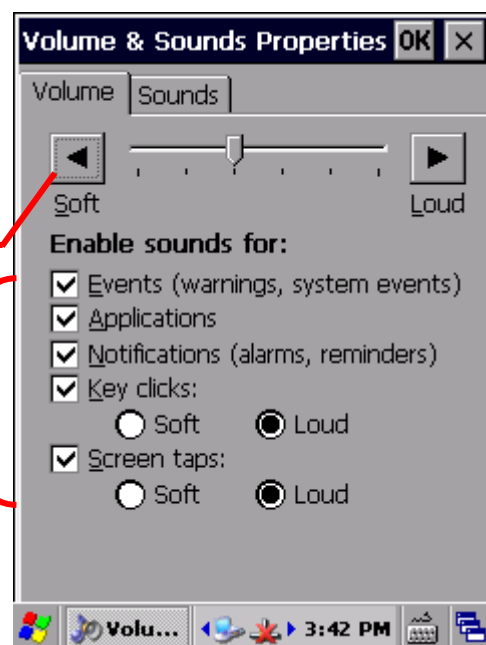 Volume & Sounds Properties OK ×
Volume Sounds
Soft Loud
Enable sounds for:
Events (warnings, system events)
Applications
Notifications (alarms, reminders)
Key clicks:
Soft Loud
Screen taps:
Soft Loud
Volu... 3:42 PM